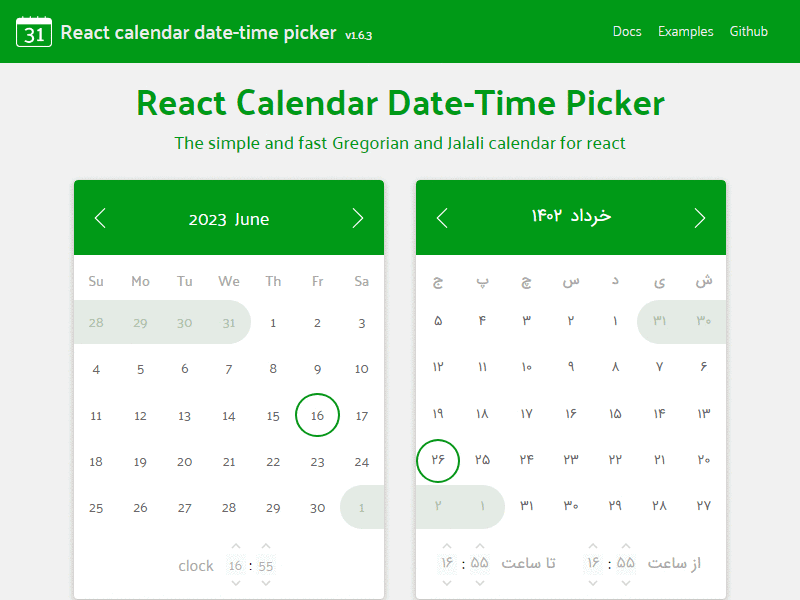 31 React calendar date-time picker v1.6.3 Docs Examples Github
React Calendar Date-Time Picker
The simple and fast Gregorian and Jalali calendar for react
2023 June
Su Mo Tu We Th Fr Sa
28 29 30 31 1 2 3
4 5 6 7 8 9 10
11 12 13 14 15 16 17
18 19 20 21 22 23 24
25 26 27 28 29 30 1
clock 16 : 55
خرداد ۱۴۰۲
ش ی د س چ پ ج
۳۰ ۳۱ ۱ ۲ ۳ ۴ ۵
۶ ۷ ۸ ۹ ۱۰ ۱۱ ۱۲
۱۳ ۱۴ ۱۵ ۱۶ ۱۷ ۱۸ ۱۹
۲۰ ۲۱ ۲۲ ۲۳ ۲۴ ۲۵ ۲۶
۲۷ ۲۸ ۲۹ ۳۰ ۳۱ ۱ ۲
از ساعت ۱۶ : ۵۵ تا ساعت ۱۶ : ۵۵